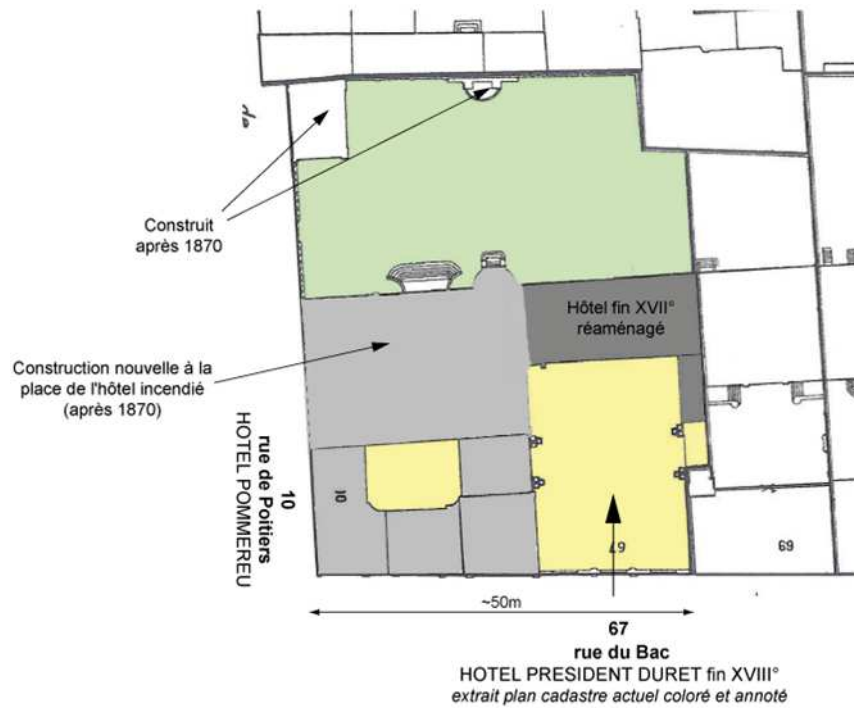 Construit
après 1870
Hôtel fin XVII°
réaménagé
Construction nouvelle à la
place de l'hôtel incendié
(après 1870)
10
rue de Poitiers
HOTEL POMMEREU
10
67
69
~50m
67
rue du Bac
HOTEL PRESIDENT DURET fin XVIII°
extrait plan cadastre actuel coloré et annoté